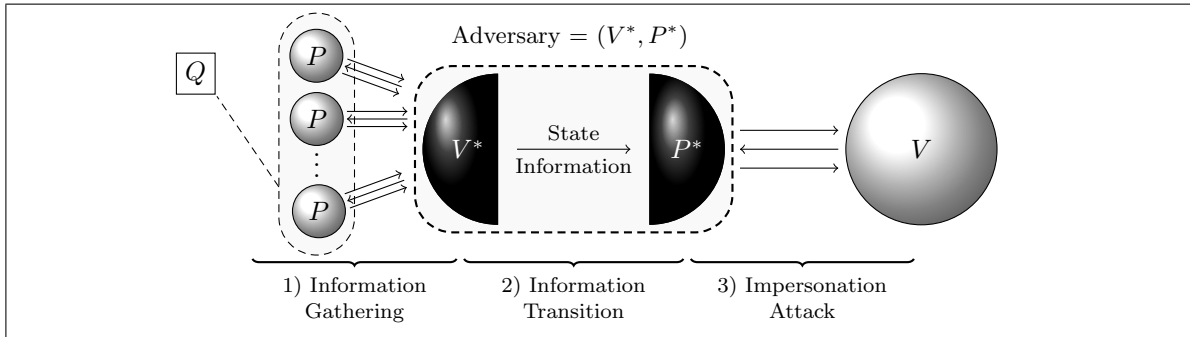 Adversary = (V*, P*)
Q
P
P
P
V*
State
Information
P*
V
1) Information
Gathering
2) Information
Transition
3) Impersonation
Attack